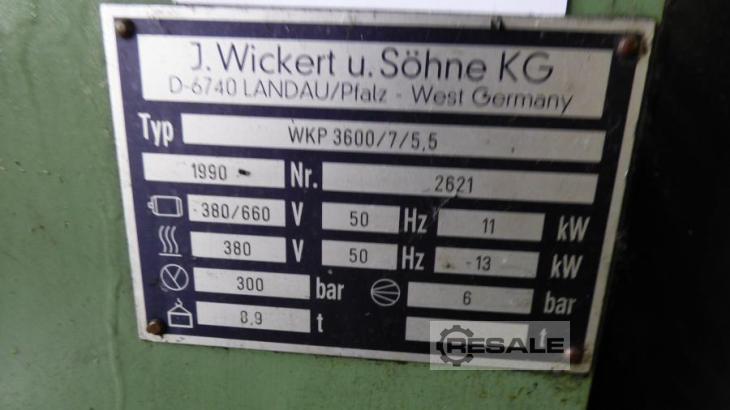 J. Wickert u. Söhne KG
D-6740 LANDAU/Pfalz - West Germany
Typ WKP 3600/7/5,5
1990 Nr. 2621
380/660 V 50 Hz 11 kW
380 V 50 Hz 13 kW
300 bar 6 bar
8,9 t t
RESALE